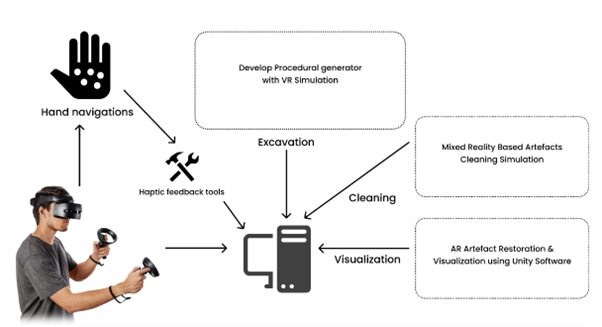 Develop Procedural generator
with VR Simulation
Hand navigations
Excavation
Mixed Reality Based Artefacts
Cleaning Simulation
Haptic feedback tools
Cleaning
Visualization
AR Artefact Restoration &
Visualization using Unity Software